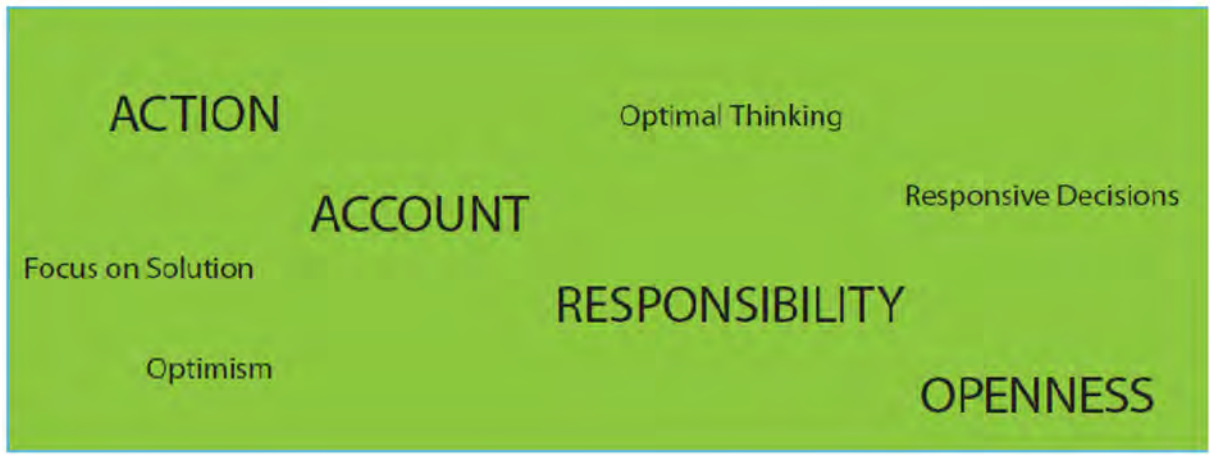 ACTION
Optimal Thinking
Responsive Decisions
ACCOUNT
Focus on Solution
RESPONSIBILITY
Optimism
OPENNESS